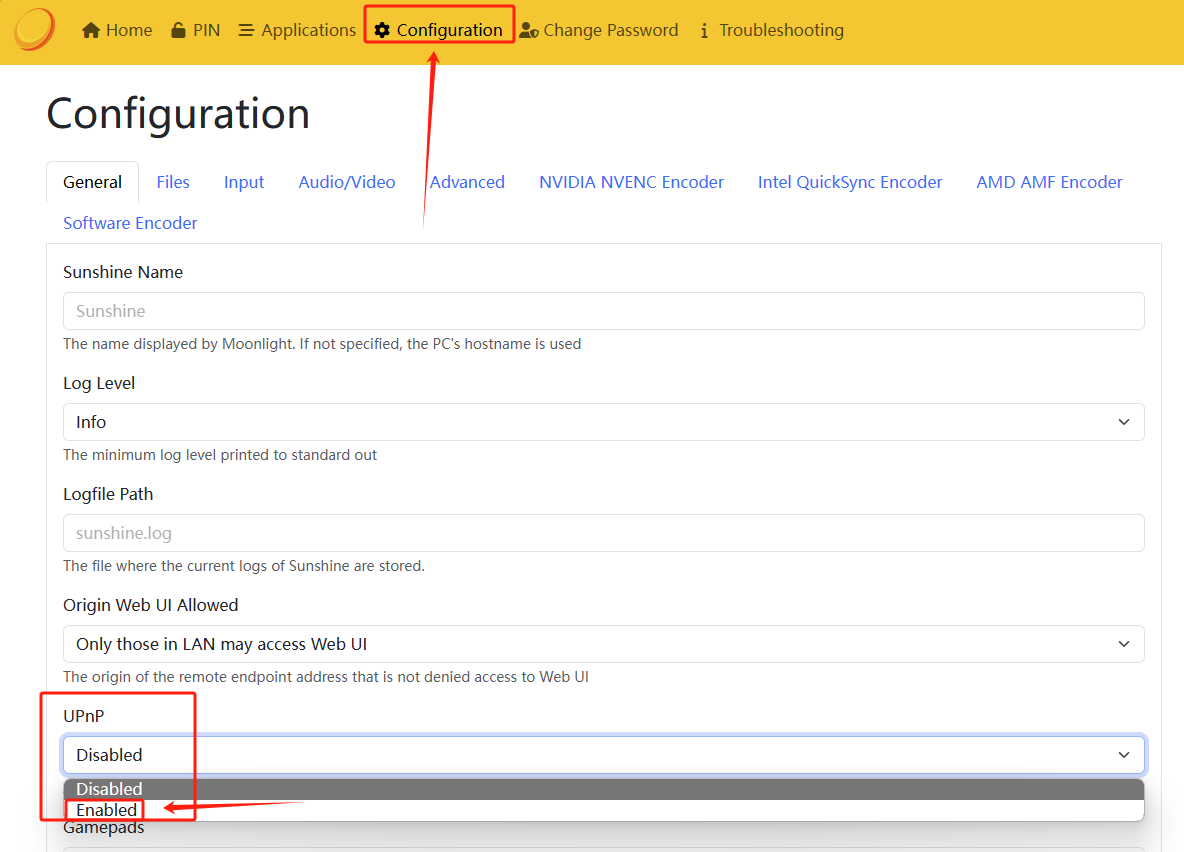 Home PIN Applications Configuration Change Password Troubleshooting
Configuration
General Files Input Audio/Video Advanced NVIDIA NVENC Encoder Intel QuickSync Encoder AMD AMF Encoder
Software Encoder
Sunshine Name
Sunshine
The name displayed by Moonlight. If not specified, the PC's hostname is used
Log Level
Info
The minimum log level printed to standard out
Logfile Path
sunshine.log
The file where the current logs of Sunshine are stored.
Origin Web UI Allowed
Only those in LAN may access Web UI
The origin of the remote endpoint address that is not denied access to Web UI
UPnP
Disabled
Disabled
Enabled
Gamepads